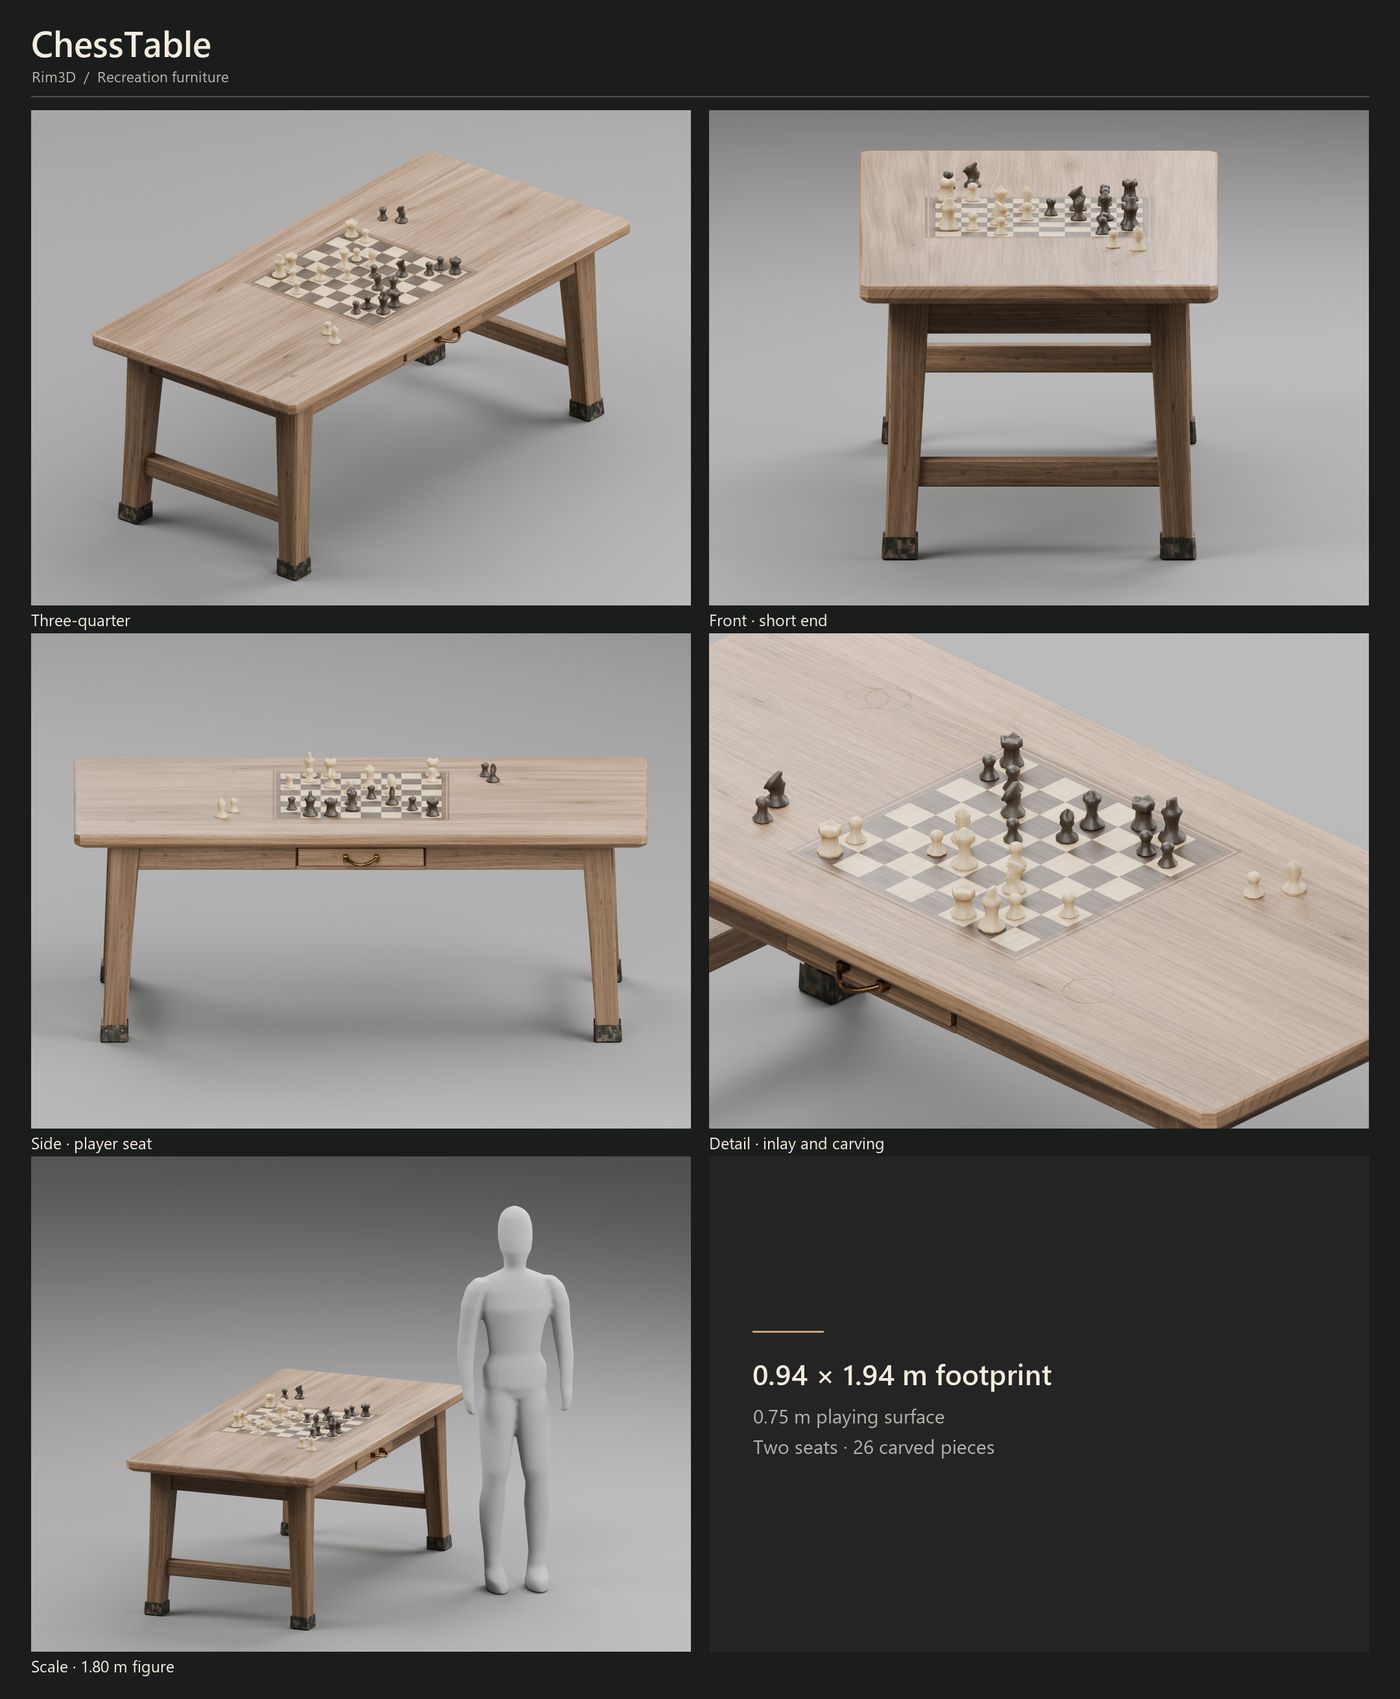 ChessTable
Rim3D / Recreation furniture
Three-quarter
Front · short end
Side · player seat
Detail · inlay and carving
0.94 × 1.94 m footprint
0.75 m playing surface
Two seats · 26 carved pieces
Scale · 1.80 m figure